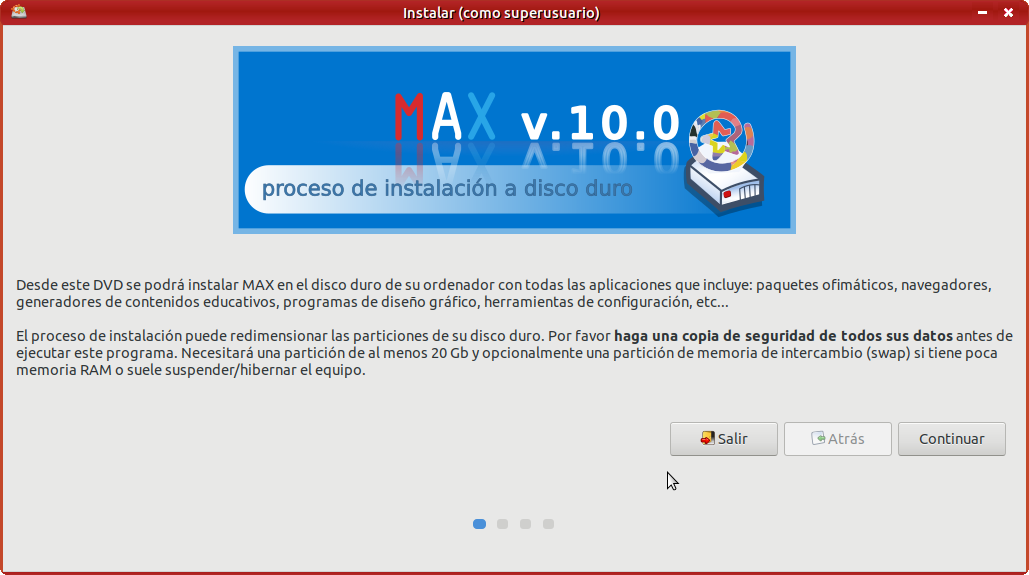 Instalar (como superusuario)
MAX v.10.0
proceso de instalación a disco duro
Desde este DVD se podrá instalar MAX en el disco duro de su ordenador con todas las aplicaciones que incluye: paquetes ofimáticos, navegadores,
generadores de contenidos educativos, programas de diseño gráfico, herramientas de configuración, etc...
El proceso de instalación puede redimensionar las particiones de su disco duro. Por favor haga una copia de seguridad de todos sus datos antes de
ejecutar este programa. Necesitará una partición de al menos 20 Gb y opcionalmente una partición de memoria de intercambio (swap) si tiene poca
memoria RAM o suele suspender/hibernar el equipo.
Salir
Atrás
Continuar